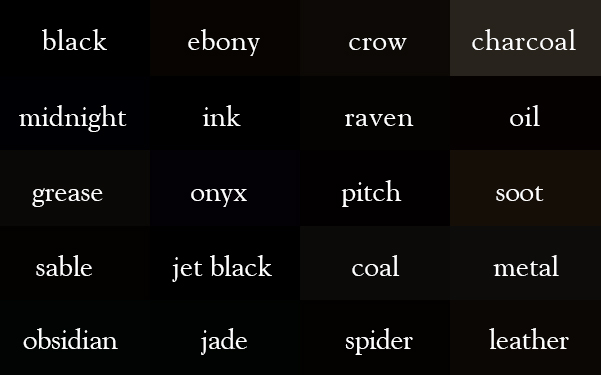 black ebony crow charcoal
midnight ink raven oil
grease onyx pitch soot
sable jet black coal metal
obsidian jade spider leather